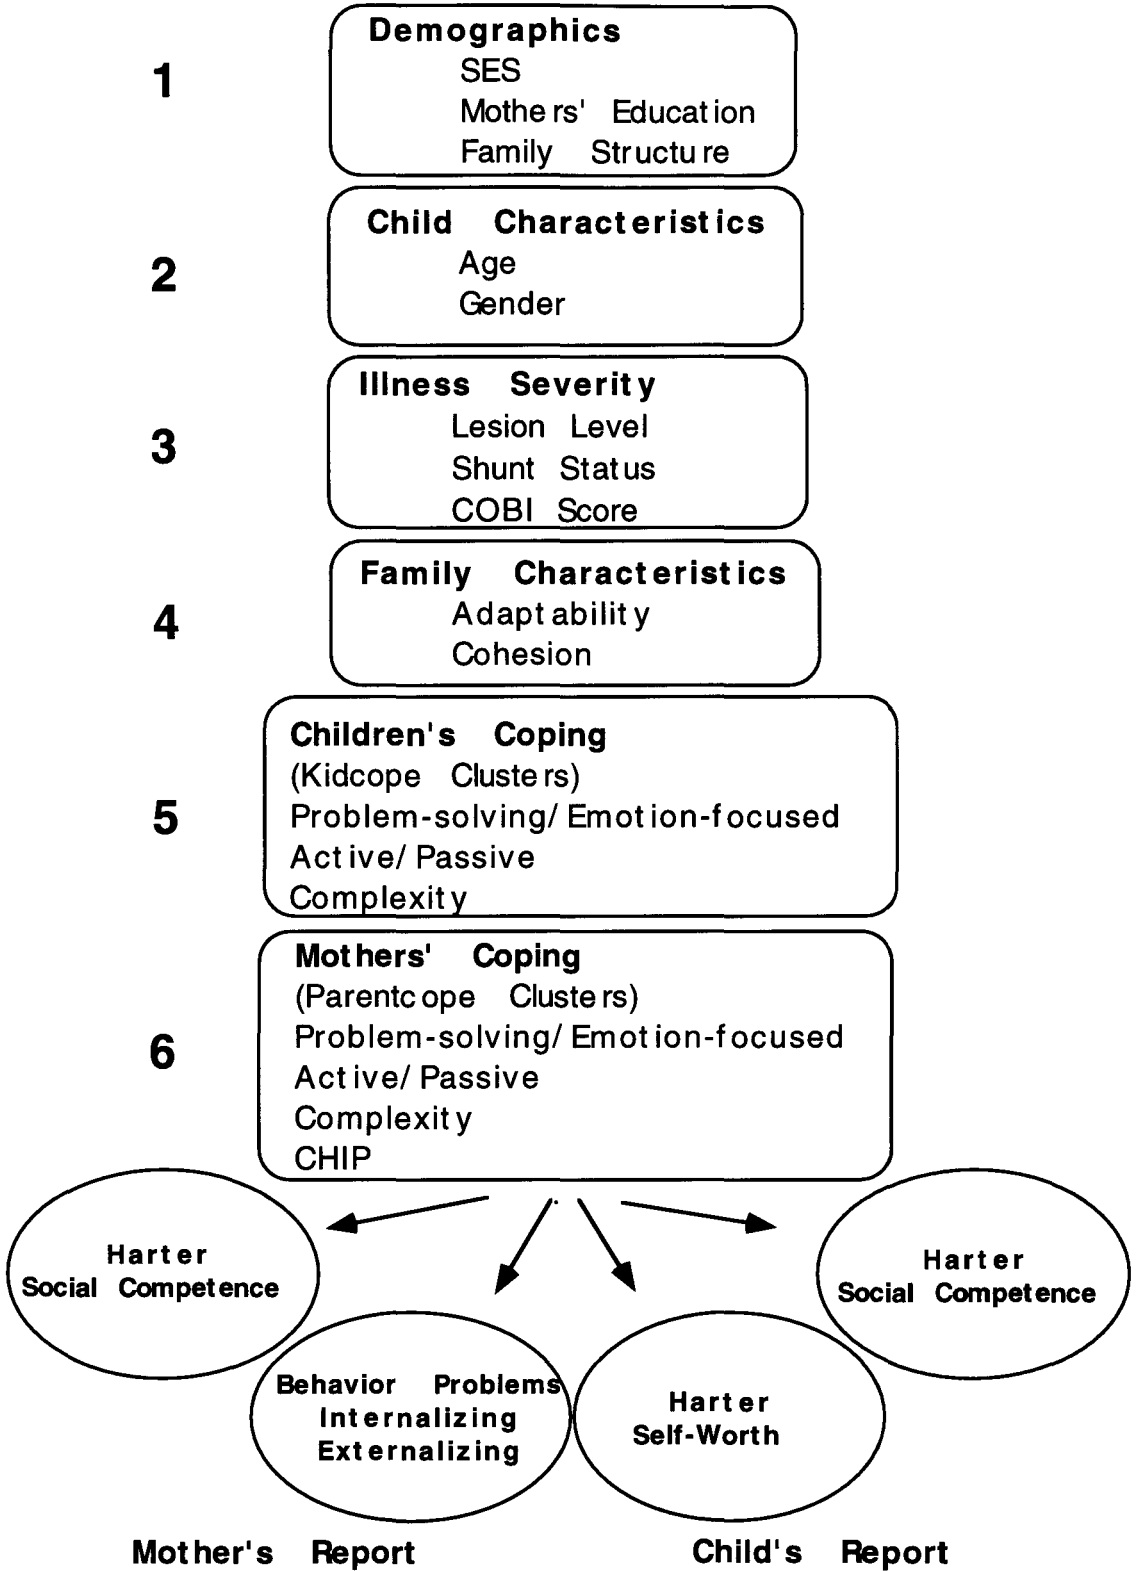 1
Demographics
SES
Mothers' Education
Family Structure
2
Child Characteristics
Age
Gender
3
Illness Severity
Lesion Level
Shunt Status
COBI Score
4
Family Characteristics
Adaptability
Cohesion
5
Children's Coping
(Kidcope Clusters)
Problem-solving/ Emotion-focused
Active/ Passive
Complexity
6
Mothers' Coping
(Parentcope Clusters)
Problem-solving/ Emotion-focused
Active/ Passive
Complexity
CHIP
Harter
Social Competence
Behavior Problems
Internalizing
Externalizing
Harter
Self-Worth
Harter
Social Competence
Mother's Report
Child's Report